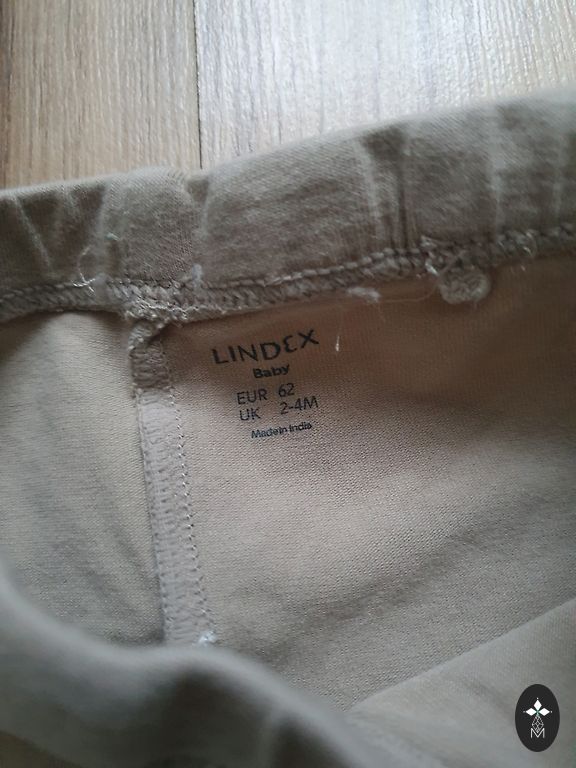 LINDEX
Baby
EUR 62
UK 2-4M
Made in India
M